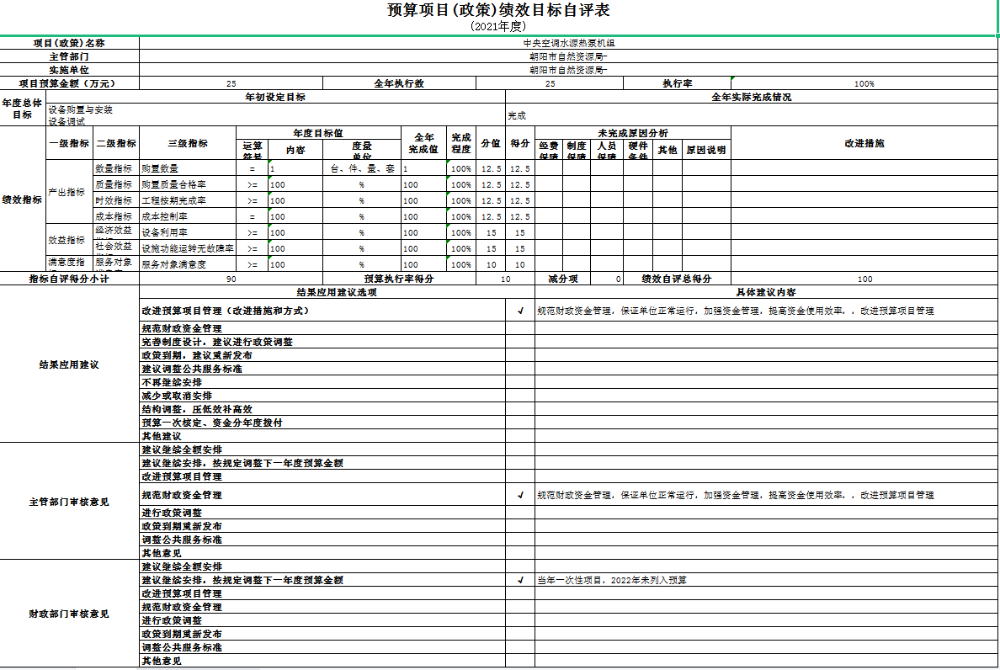 预算项目(政策)绩效目标自评表
(2021年度)
项目(政策)名称 中央空调水源热泵机组
主管部门 朝阳市自然资源局-
实施单位 朝阳市自然资源局-
项目预算金额（万元） 25 全年执行数 25 执行率 100%
年度总体目标 年初设定目标 全年实际完成情况
设备购置与安装
设备调试
完成
绩效指标 一级指标 二级指标 三级指标 年度目标值 全年完成值 完成程度 分值 得分 未完成原因分析 改进措施
运算符号 内容 度量单位 经费保障 制度保障 人员保障 硬件条件 其他 原因说明
产出指标 数量指标 购置数量 = 1 台、件、量、套 1 100% 12.5 12.5
质量指标 购置质量合格率 >= 100 % 100 100% 12.5 12.5
时效指标 工程按期完成率 >= 100 % 100 100% 12.5 12.5
成本指标 成本控制率 = 100 % 100 100% 12.5 12.5
效益指标 经济效益 设备利用率 >= 100 % 100 100% 15 15
社会效益 设施功能运转无故障率 >= 100 % 100 100% 15 15
满意度指 服务对象 服务对象满意度 >= 100 % 100 100% 10 10
指标自评得分小计 90 预算执行率得分 10 减分项 0 绩效自评总得分 100
结果应用建议 结果应用建议选项 具体建议内容
改进预算项目管理（改进措施和方式） √ 规范财政资金管理，保证单位正常运行，加强资金管理，提高资金使用效率，，改进预算项目管理
规范财政资金管理
完善制度设计，建议进行政策调整
政策到期，建议重新发布
建议调整公共服务标准
不再继续安排
减少或取消安排
结构调整，压低效补高效
预算一次核定、资金分年度拨付
其他建议
主管部门审核意见
建议继续全额安排
建议继续安排，按规定调整下一年度预算金额
改进预算项目管理
规范财政资金管理 √ 规范财政资金管理，保证单位正常运行，加强资金管理，提高资金使用效率，，改进预算项目管理
进行政策调整
政策到期重新发布
调整公共服务标准
其他意见
财政部门审核意见
建议继续全额安排
建议继续安排，按规定调整下一年度预算金额 √ 当年一次性项目，2022年未列入预算
改进预算项目管理
规范财政资金管理
进行政策调整
政策到期重新发布
调整公共服务标准
其他意见